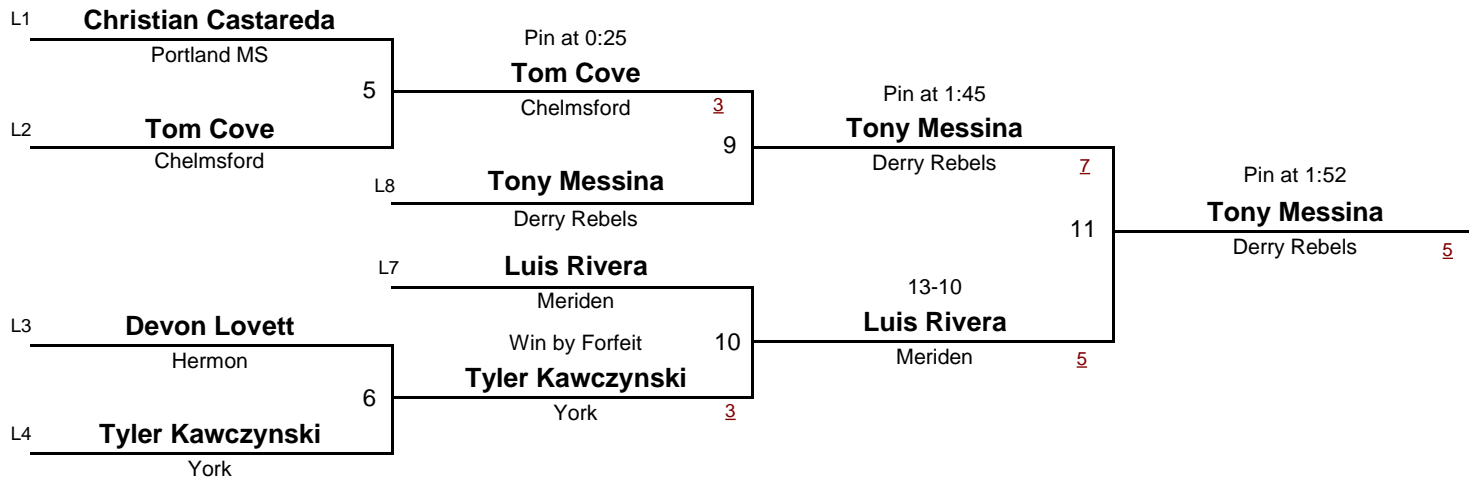 L1
Christian Castareda
Portland MS
5
L2
Tom Cove
Chelmsford
Pin at 0:25
Tom Cove
Chelmsford
3
9
L8
Tony Messina
Derry Rebels
Pin at 1:45
Tony Messina
Derry Rebels
7
11
Pin at 1:52
Tony Messina
Derry Rebels
5
L7
Luis Rivera
Meriden
10
13-10
Luis Rivera
Meriden
5
L3
Devon Lovett
Hermon
6
Win by Forfeit
Tyler Kawczynski
York
3
L4
Tyler Kawczynski
York